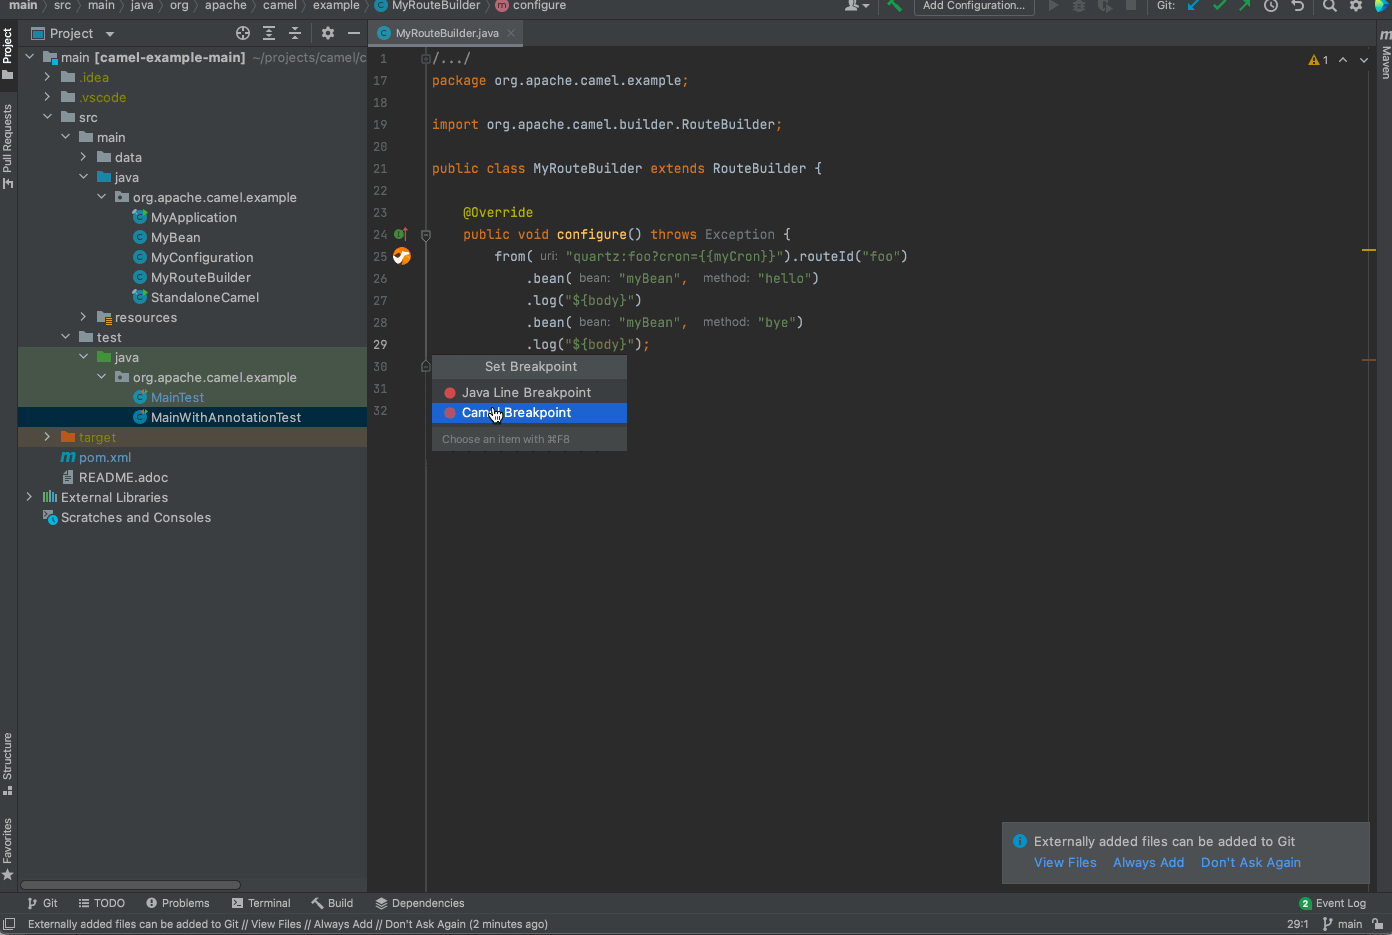 main src main java org apache camel example MyRouteBuilder configure
Add Configuration...
Git:
Project
MyRouteBuilder.java
Project
Pull Requests
Structure
Favorites
Maven
main [camel-example-main] ~/projects/camel/c
.idea
.vscode
src
main
data
java
org.apache.camel.example
MyApplication
MyBean
MyConfiguration
MyRouteBuilder
StandaloneCamel
resources
test
java
org.apache.camel.example
MainTest
MainWithAnnotationTest
target
pom.xml
README.adoc
External Libraries
Scratches and Consoles
1 /.../
1
17 package org.apache.camel.example;
18
19 import org.apache.camel.builder.RouteBuilder;
20
21 public class MyRouteBuilder extends RouteBuilder {
22
23 @Override
24 public void configure() throws Exception {
25 from( uri: "quartz:foo?cron={{myCron}}").routeId("foo")
26 .bean( bean: "myBean", method: "hello")
27 .log("${body}")
28 .bean( bean: "myBean", method: "bye")
29 .log("${body}");
30
31
32
Set Breakpoint
Java Line Breakpoint
Camel Breakpoint
Choose an item with ⌘F8
Externally added files can be added to Git
View Files Always Add Don't Ask Again
Git TODO Problems Terminal Build Dependencies
2 Event Log
Externally added files can be added to Git // View Files // Always Add // Don't Ask Again (2 minutes ago)
29:1 main